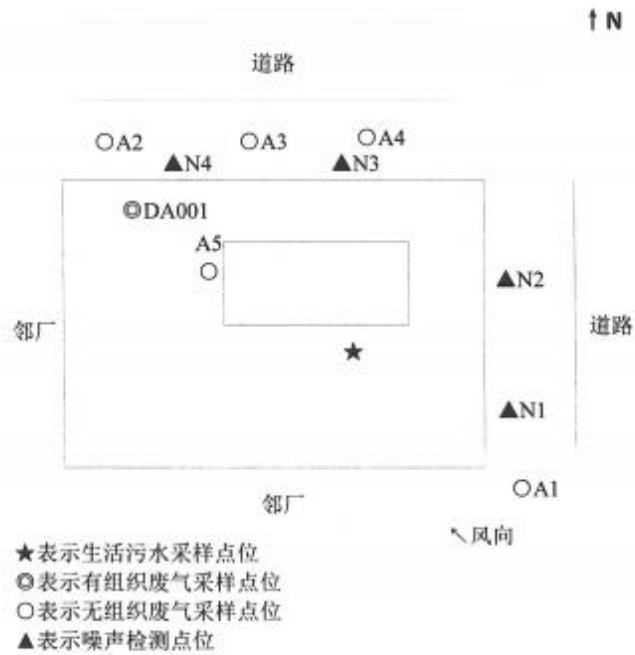 ↑ N
道路
○A2
○A3
○A4
▲N4
▲N3
◎DA001
A5
▲N2
邻厂
道路
▲N1
○A1
邻厂
↖风向
★表示生活污水采样点位
◎表示有组织废气采样点位
○表示无组织废气采样点位
▲表示噪声检测点位